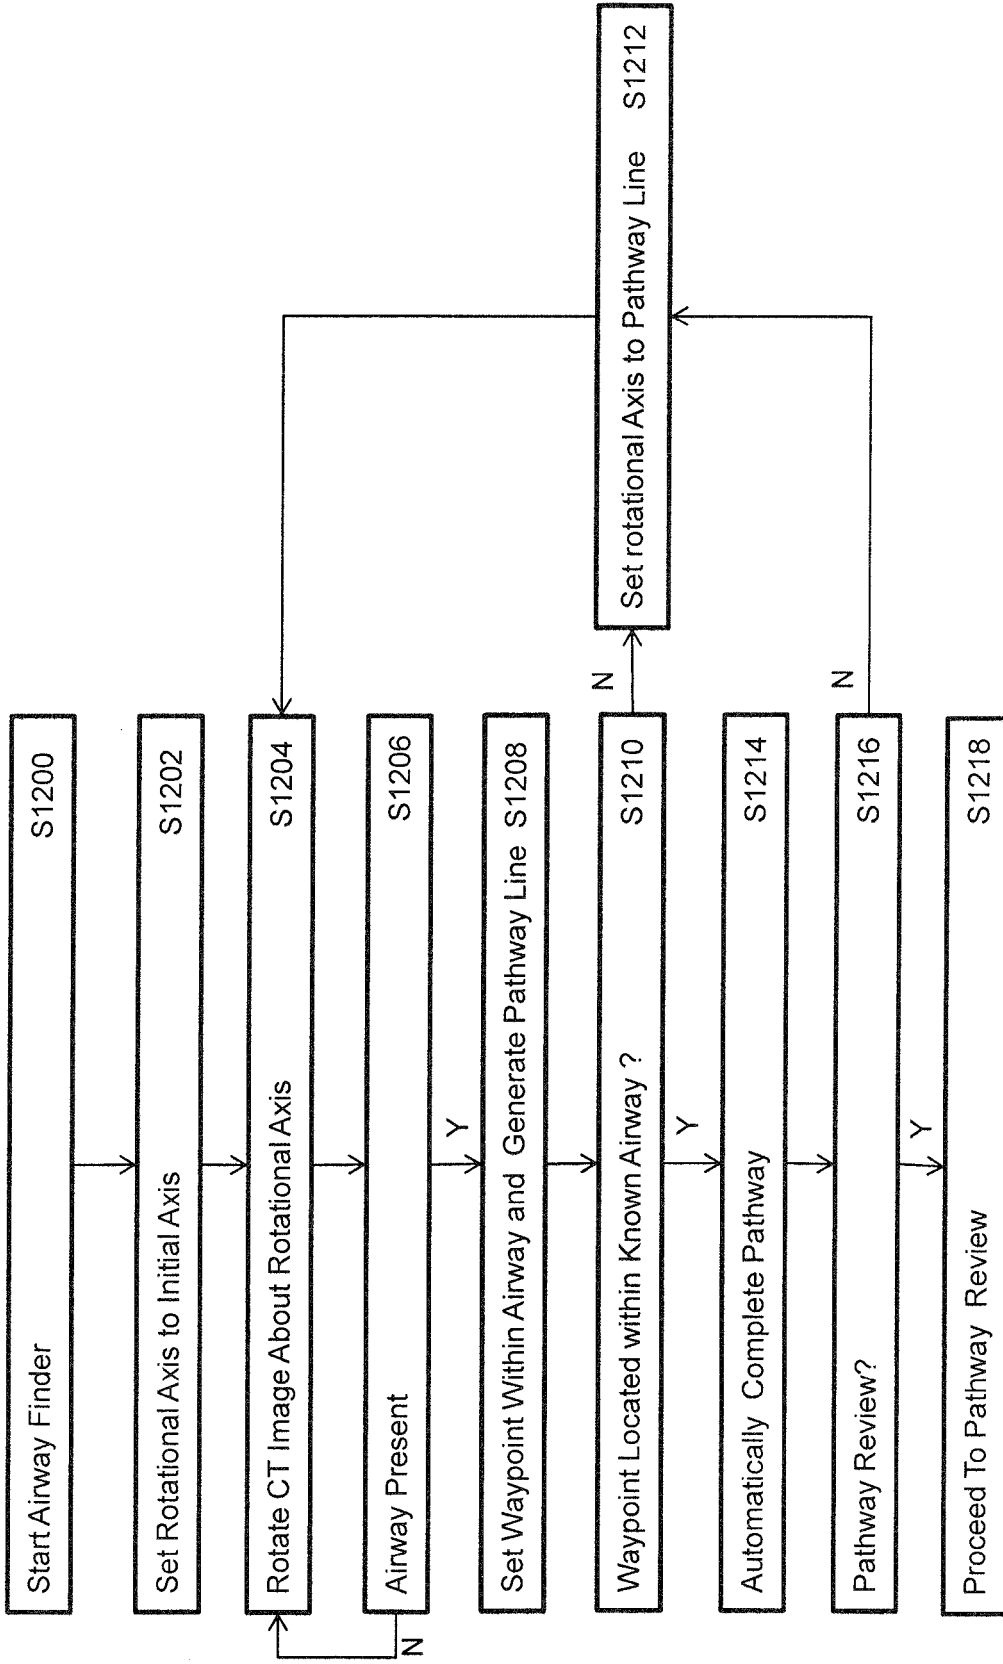 Start Airway Finder S1200
Set Rotational Axis to Initial Axis S1202
Rotate CT Image About Rotational Axis S1204
Airway Present S1206
N
Y
Set Waypoint Within Airway and Generate Pathway Line S1208
Waypoint Located within Known Airway ? S1210
N
Set rotational Axis to Pathway Line S1212
Y
Automatically Complete Pathway S1214
Pathway Review? S1216
N
Y
Proceed To Pathway Review S1218